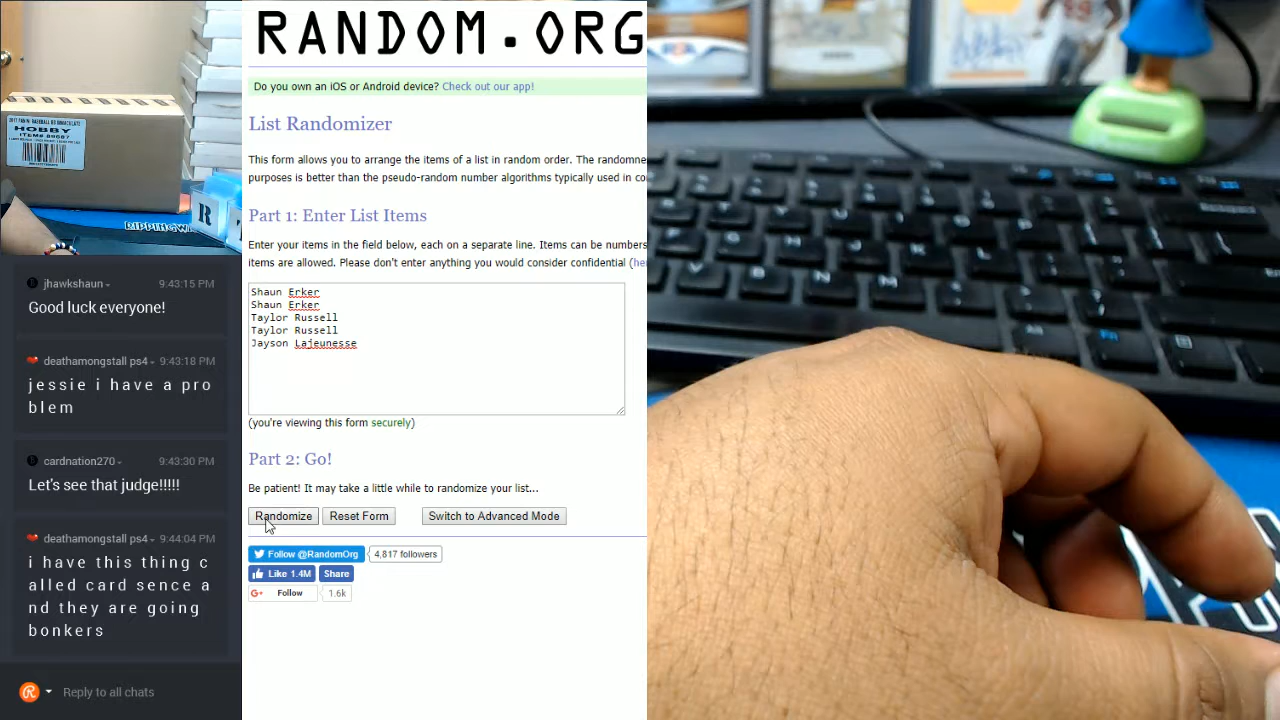 RANDOM.ORG
Do you own an iOS or Android device? Check out our app!
List Randomizer
This form allows you to arrange the items of a list in random order. The randomne
purposes is better than the pseudo-random number algorithms typically used in co
Part 1: Enter List Items
Enter your items in the field below, each on a separate line. Items can be numbers
items are allowed. Please don't enter anything you would consider confidential (he
Shaun Erker
Shaun Erker
Taylor Russell
Taylor Russell
Jayson Lajeunesse
(you're viewing this form securely)
Part 2: Go!
Be patient! It may take a little while to randomize your list...
Randomize Reset Form Switch to Advanced Mode
Follow @RandomOrg 4,817 followers
Like 1.4M Share
Follow 1.6k
HOBBY
jhawkshaun 9:43:15 PM
Good luck everyone!
deathamongstall ps4 9:43:18 PM
jessie i have a pro
blem
cardnation270 9:43:30 PM
Let's see that judge!!!!!
deathamongstall ps4 9:44:04 PM
i have this thing c
alled card sence a
nd they are going
bonkers
Reply to all chats